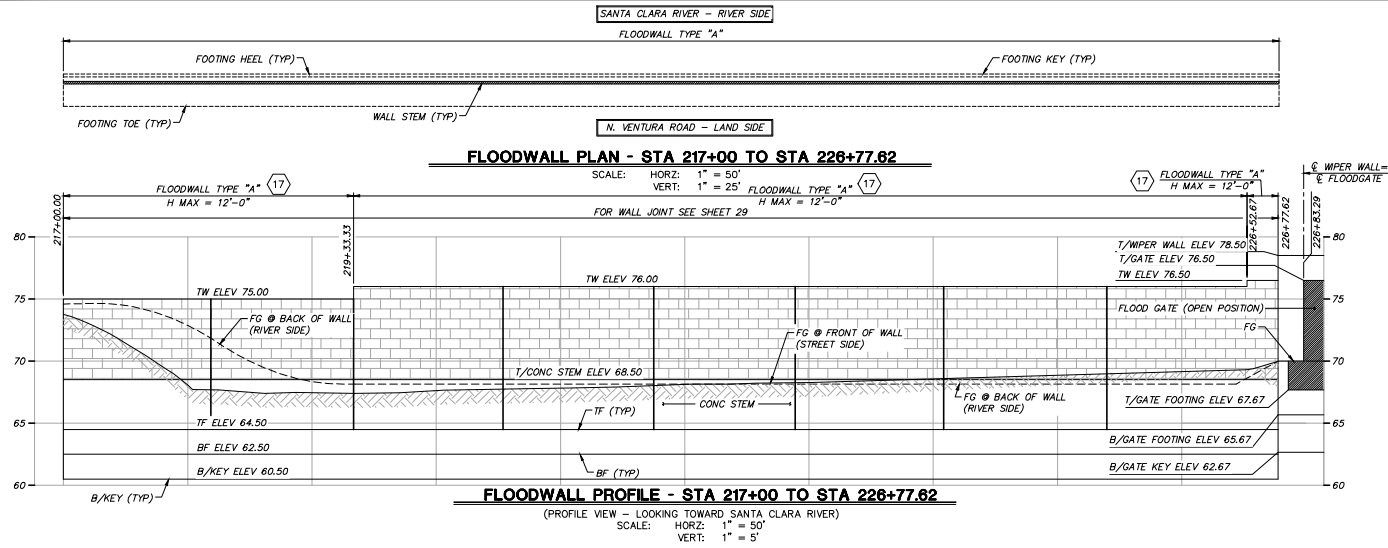 SANTA CLARA RIVER – RIVER SIDE
FLOODWALL TYPE "A"
FOOTING HEEL (TYP)
FOOTING KEY (TYP)
FOOTING TOE (TYP)
WALL STEM (TYP)
N. VENTURA ROAD – LAND SIDE
FLOODWALL PLAN - STA 217+00 TO STA 226+77.62
SCALE: HORZ: 1" = 50'
VERT: 1" = 25'
FLOODWALL TYPE "A" 17
H MAX = 12'-0"
FLOODWALL TYPE "A" 17
H MAX = 12'-0"
17 FLOODWALL TYPE "A"
H MAX = 12'-0"
℄ WIPER WALL=
℄ FLOODGATE
FOR WALL JOINT SEE SHEET 29
217+00.00
219+33.33
226+52.67
226+77.62
226+83.29
80
80
T/WIPER WALL ELEV 78.50
T/GATE ELEV 76.50
TW ELEV 76.50
TW ELEV 76.00
TW ELEV 75.00
75
75
FLOOD GATE (OPEN POSITION)
FG @ BACK OF WALL
(RIVER SIDE)
FG @ FRONT OF WALL
(STREET SIDE)
FG
70
70
T/CONC STEM ELEV 68.50
CONC STEM
FG @ BACK OF WALL
(RIVER SIDE)
T/GATE FOOTING ELEV 67.67
TF (TYP)
TF ELEV 64.50
65
65
B/GATE FOOTING ELEV 65.67
BF ELEV 62.50
B/KEY ELEV 60.50
BF (TYP)
B/GATE KEY ELEV 62.67
60
60
B/KEY (TYP)
FLOODWALL PROFILE - STA 217+00 TO STA 226+77.62
(PROFILE VIEW – LOOKING TOWARD SANTA CLARA RIVER)
SCALE: HORZ: 1" = 50'
VERT: 1" = 5'